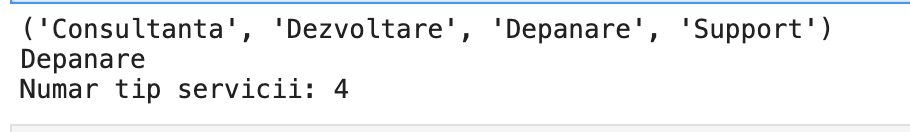 ('Consultanta', 'Dezvoltare', 'Depanare', 'Support')
Depanare
Numar tip servicii: 4